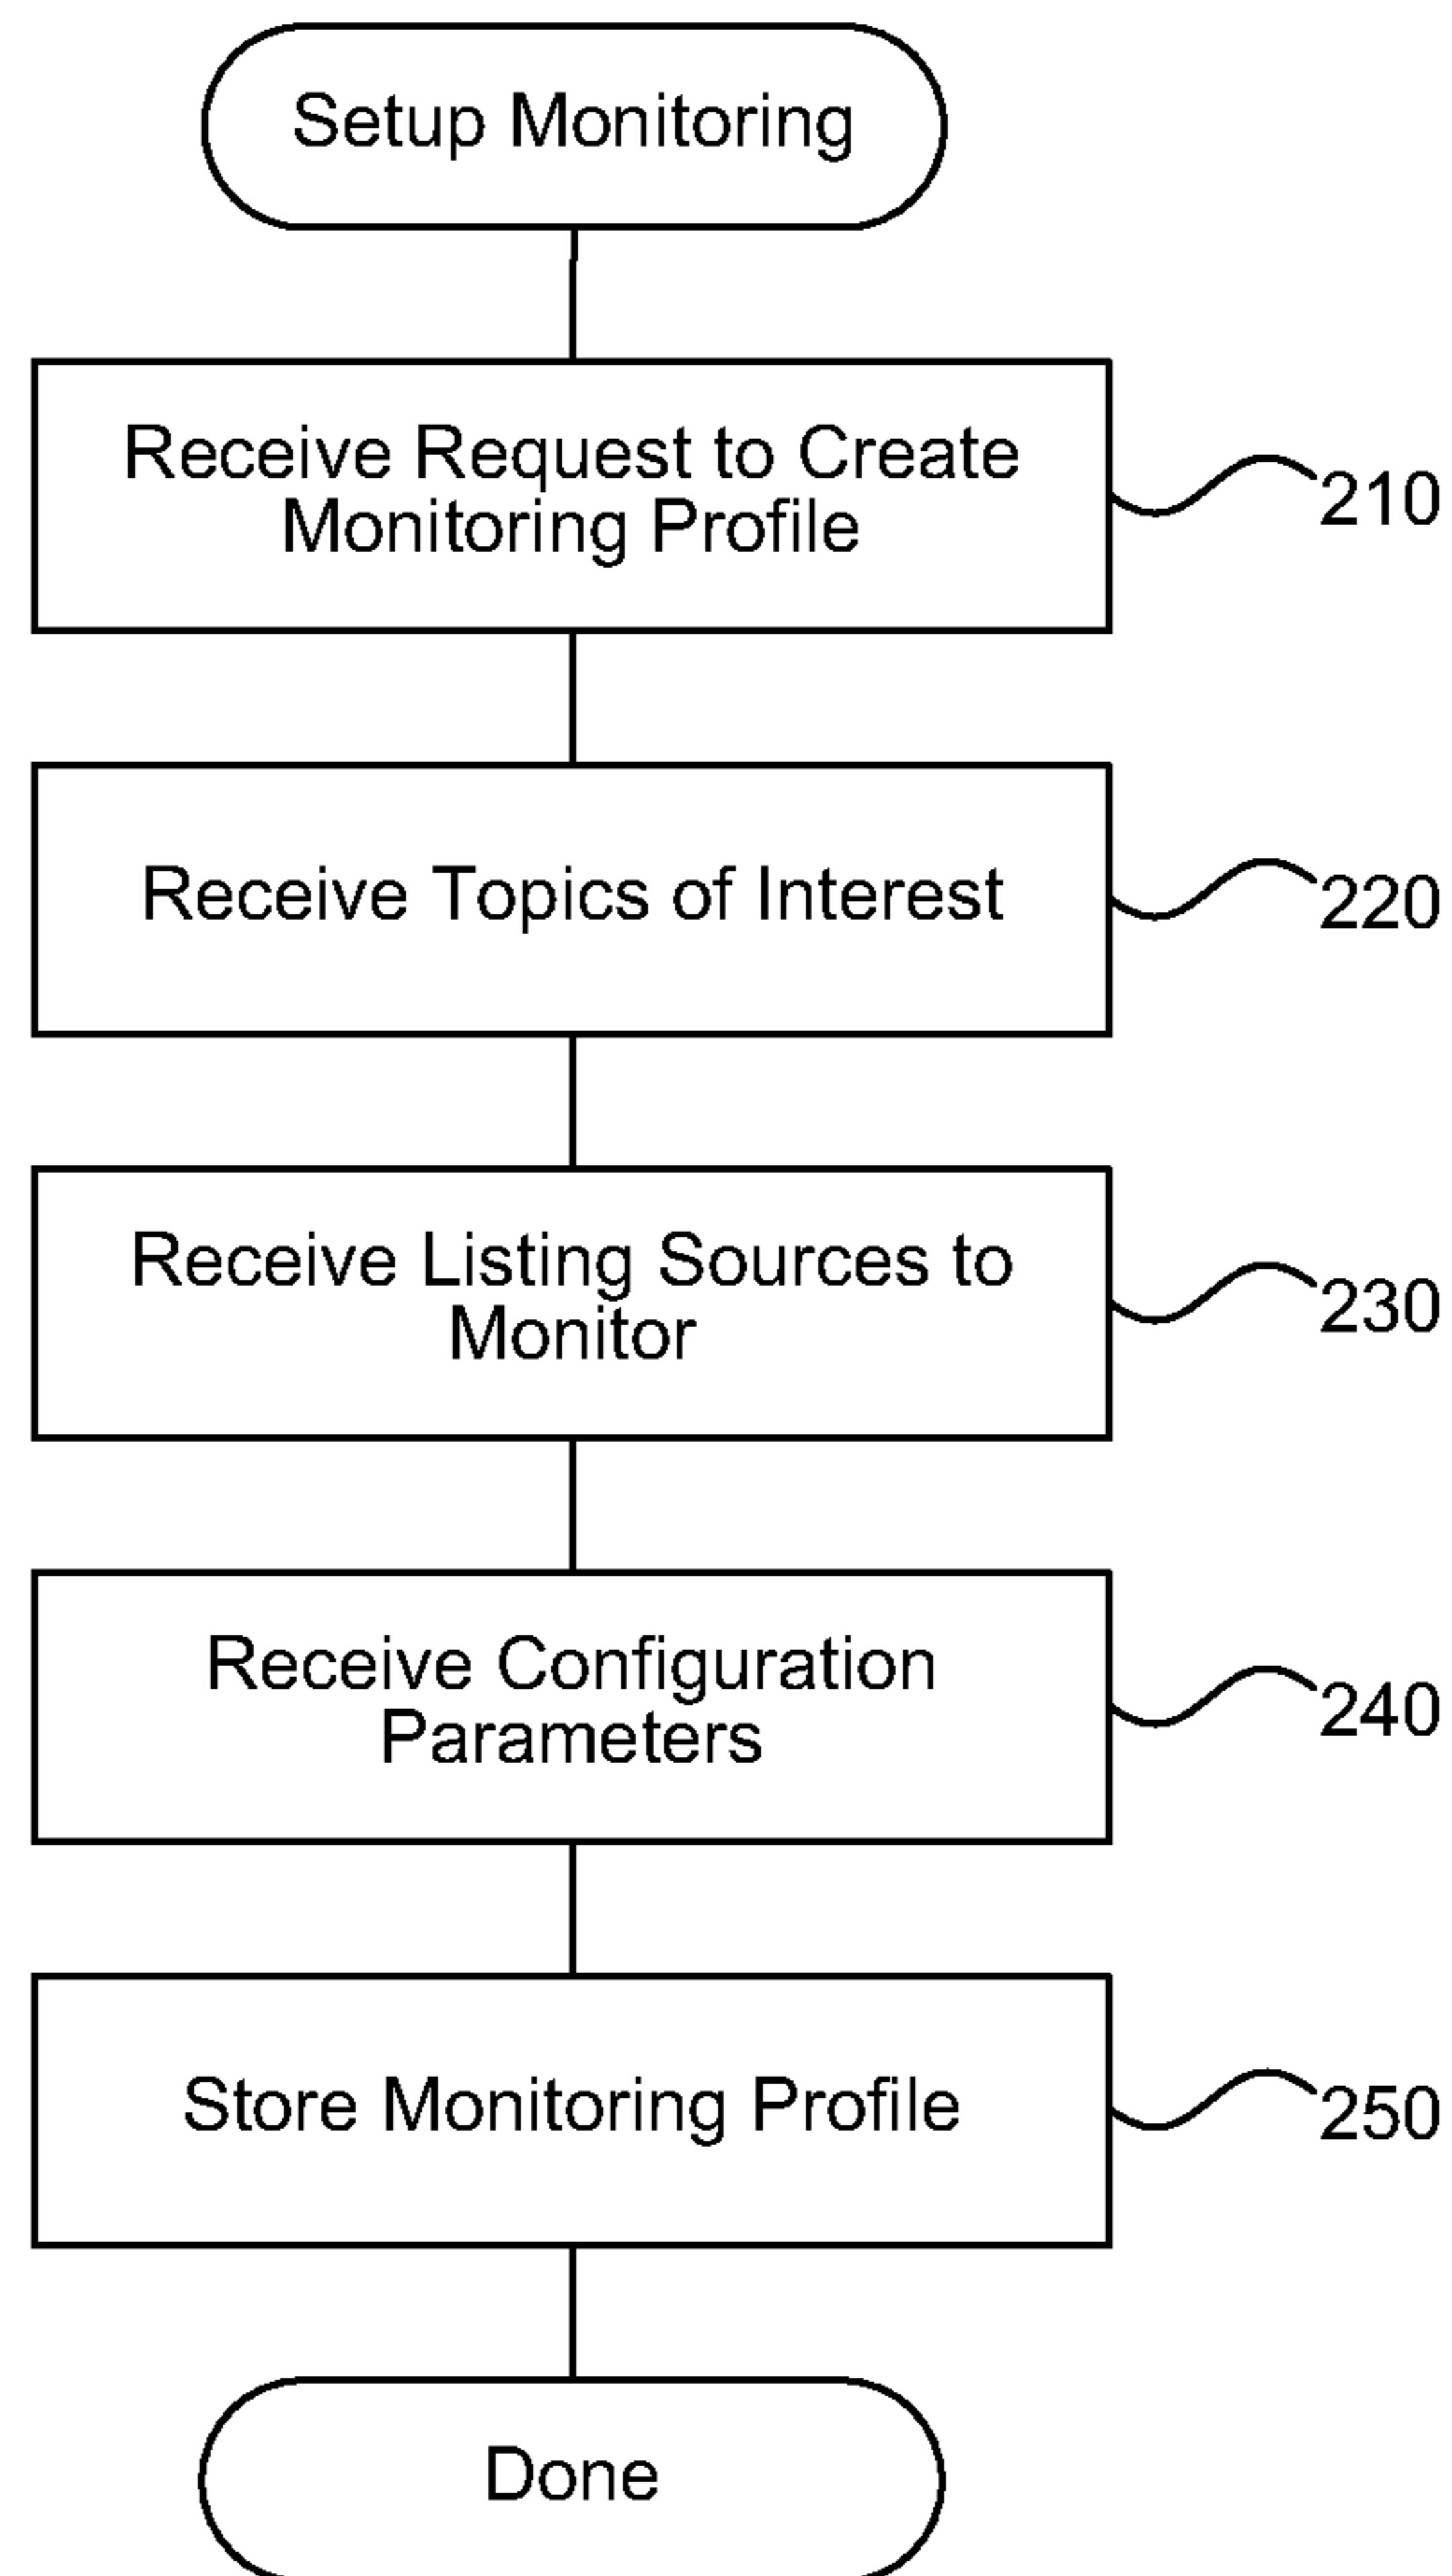 Setup Monitoring
Receive Request to Create
Monitoring Profile
210
Receive Topics of Interest
220
Receive Listing Sources to
Monitor
230
Receive Configuration
Parameters
240
Store Monitoring Profile
250
Done